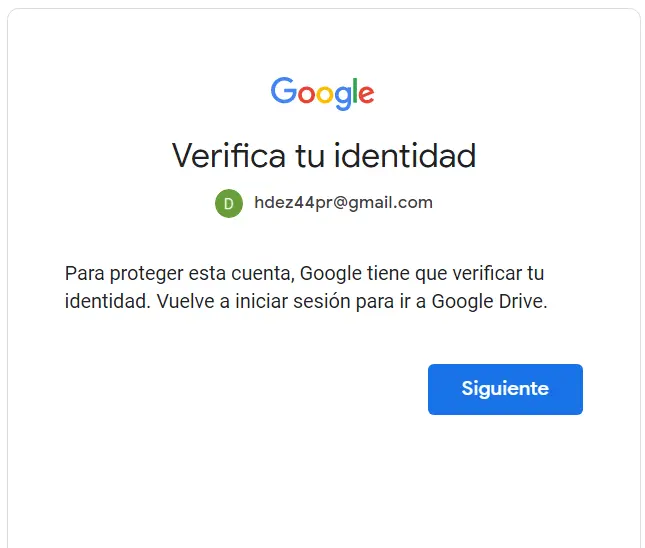 Google
Verifica tu identidad
D hdez44pr@gmail.com
Para proteger esta cuenta, Google tiene que verificar tu
identidad. Vuelve a iniciar sesión para ir a Google Drive.
Siguiente